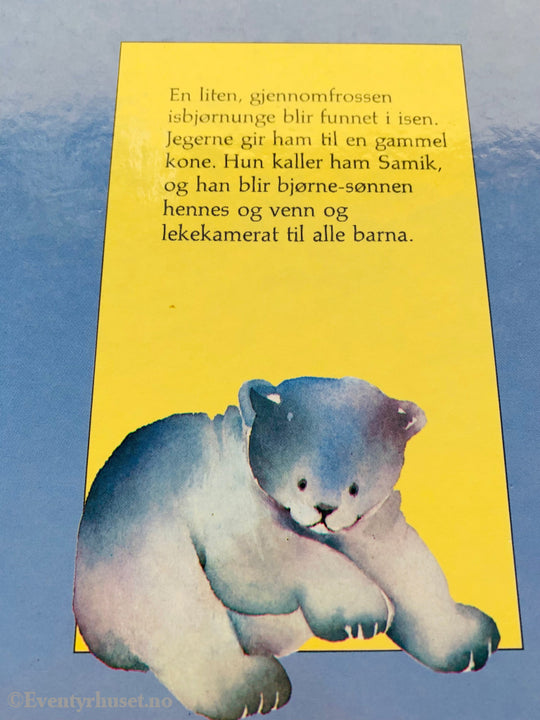 En liten, gjennomfrossen
isbjørnunge blir funnet i isen.
Jegerne gir ham til en gammel
kone. Hun kaller ham Samik,
og han blir bjørne-sønnen
hennes og venn og
lekekamerat til alle barna.
©Eventyrhuset.no